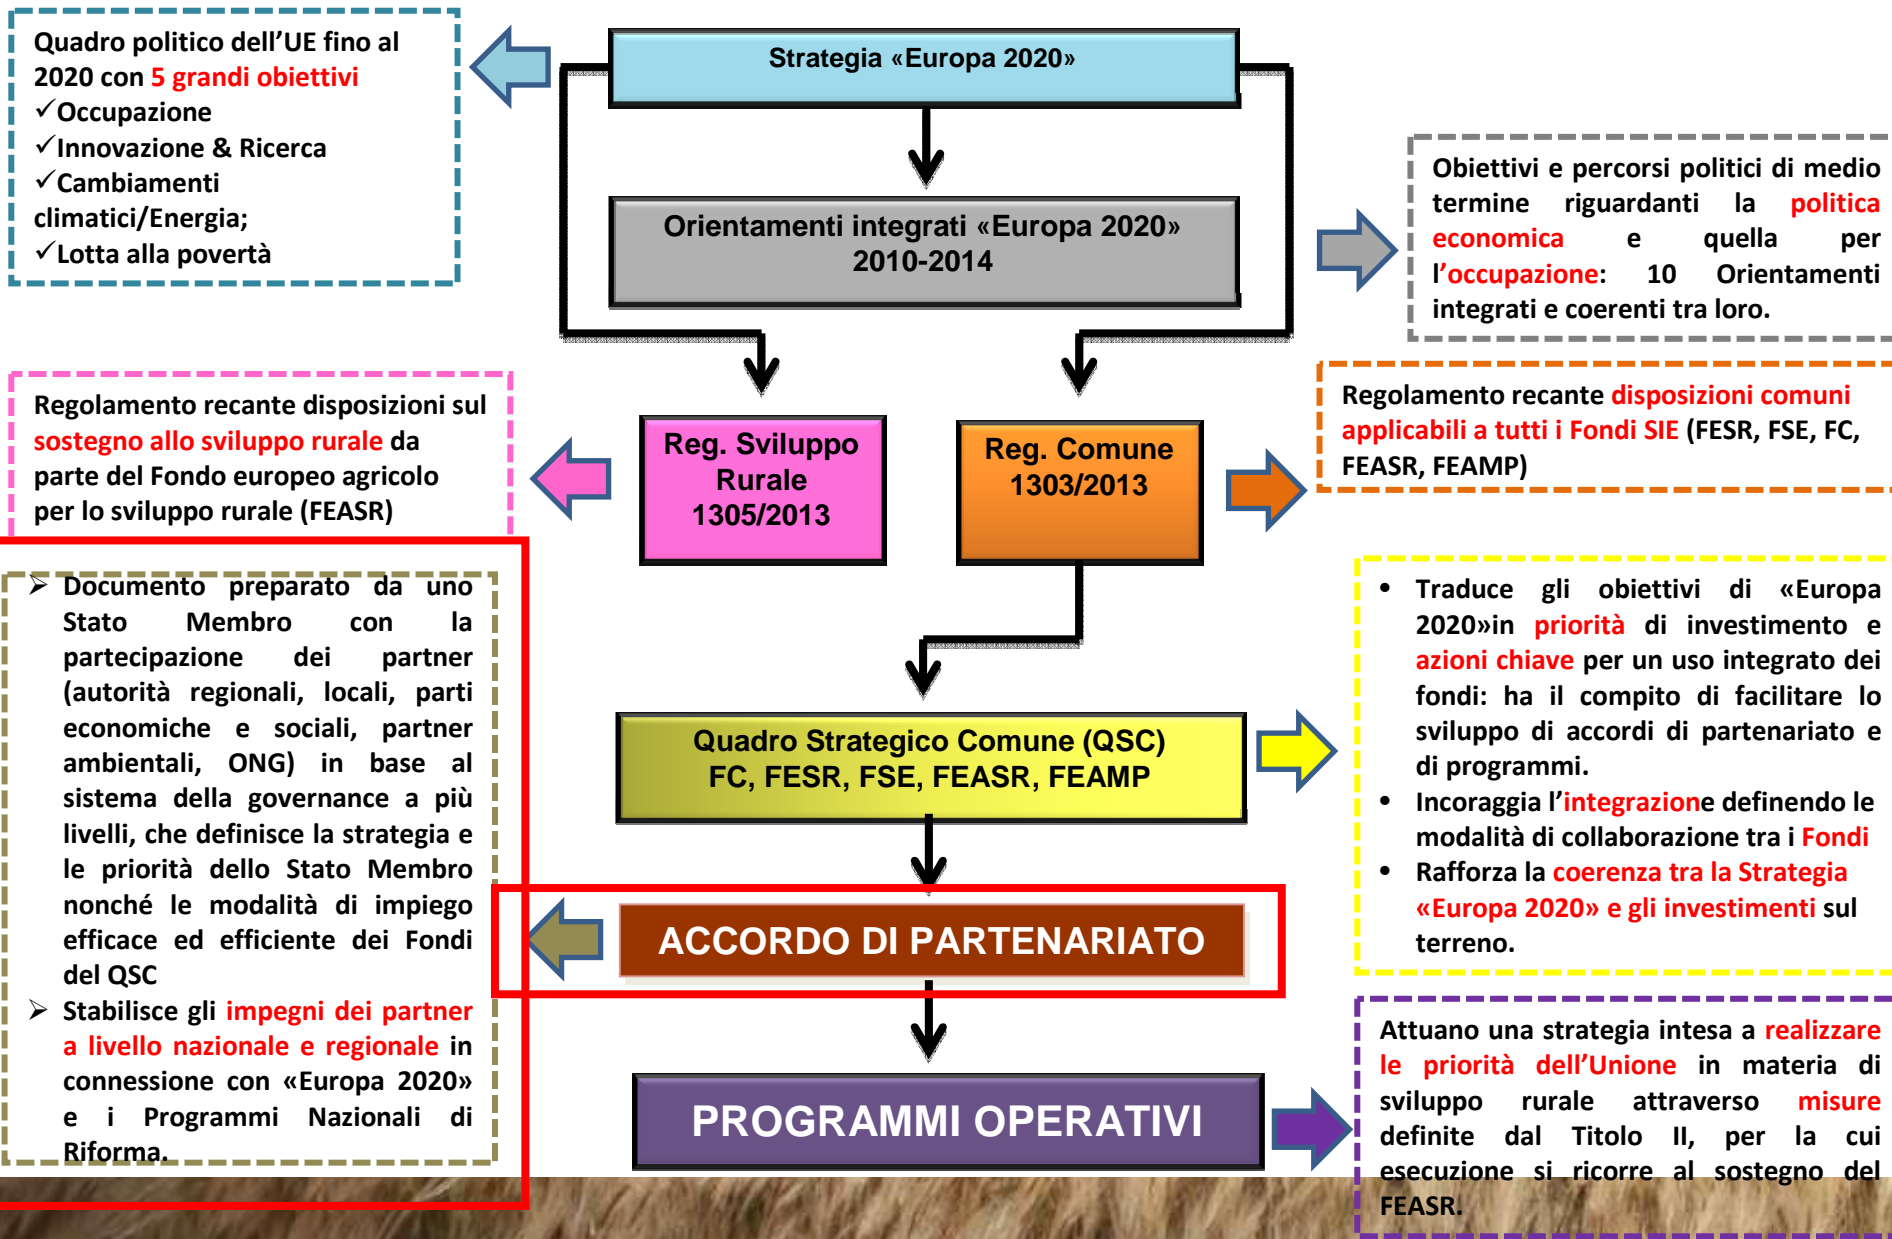 Quadro politico dell'UE fino al
2020 con 5 grandi obiettivi
✓Occupazione
✓Innovazione & Ricerca
✓Cambiamenti
climatici/Energia;
✓Lotta alla povertà
Strategia «Europa 2020»
Orientamenti integrati «Europa 2020»
2010-2014
Obiettivi e percorsi politici di medio
termine riguardanti la politica
economica e quella per
l'occupazione: 10 Orientamenti
integrati e coerenti tra loro.
Regolamento recante disposizioni sul
sostegno allo sviluppo rurale da
parte del Fondo europeo agricolo
per lo sviluppo rurale (FEASR)
Reg. Sviluppo
Rurale
1305/2013
Reg. Comune
1303/2013
Regolamento recante disposizioni comuni
applicabili a tutti i Fondi SIE (FESR, FSE, FC,
FEASR, FEAMP)
➢ Documento preparato da uno
Stato Membro con la
partecipazione dei partner
(autorità regionali, locali, parti
economiche e sociali, partner
ambientali, ONG) in base al
sistema della governance a più
livelli, che definisce la strategia e
le priorità dello Stato Membro
nonché le modalità di impiego
efficace ed efficiente dei Fondi
del QSC
➢ Stabilisce gli impegni dei partner
a livello nazionale e regionale in
connessione con «Europa 2020»
e i Programmi Nazionali di
Riforma.
Quadro Strategico Comune (QSC)
FC, FESR, FSE, FEASR, FEAMP
• Traduce gli obiettivi di «Europa
2020»in priorità di investimento e
azioni chiave per un uso integrato dei
fondi: ha il compito di facilitare lo
sviluppo di accordi di partenariato e
di programmi.
• Incoraggia l'integrazione definendo le
modalità di collaborazione tra i Fondi
• Rafforza la coerenza tra la Strategia
«Europa 2020» e gli investimenti sul
terreno.
ACCORDO DI PARTENARIATO
PROGRAMMI OPERATIVI
Attuano una strategia intesa a realizzare
le priorità dell'Unione in materia di
sviluppo rurale attraverso misure
definite dal Titolo II, per la cui
esecuzione si ricorre al sostegno del
FEASR.